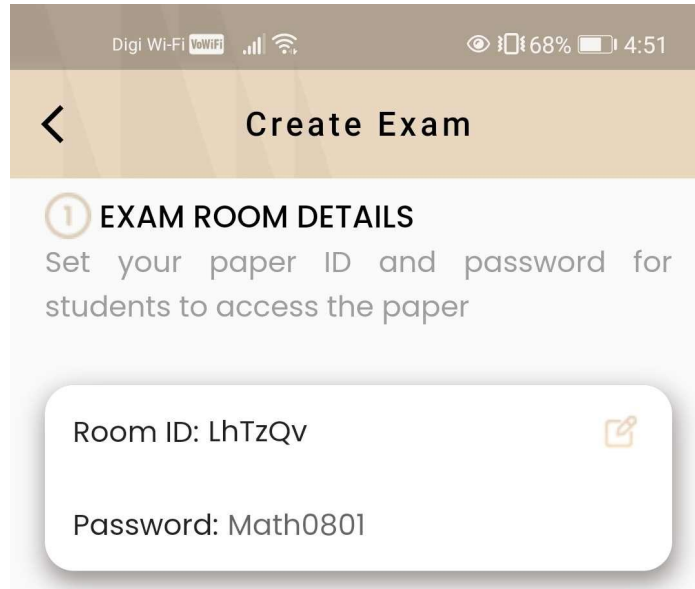 Digi Wi-Fi VoWiFi 68% 4:51
Create Exam
1 EXAM ROOM DETAILS
Set your paper ID and password for
students to access the paper
Room ID: LhTzQv
Password: Math0801